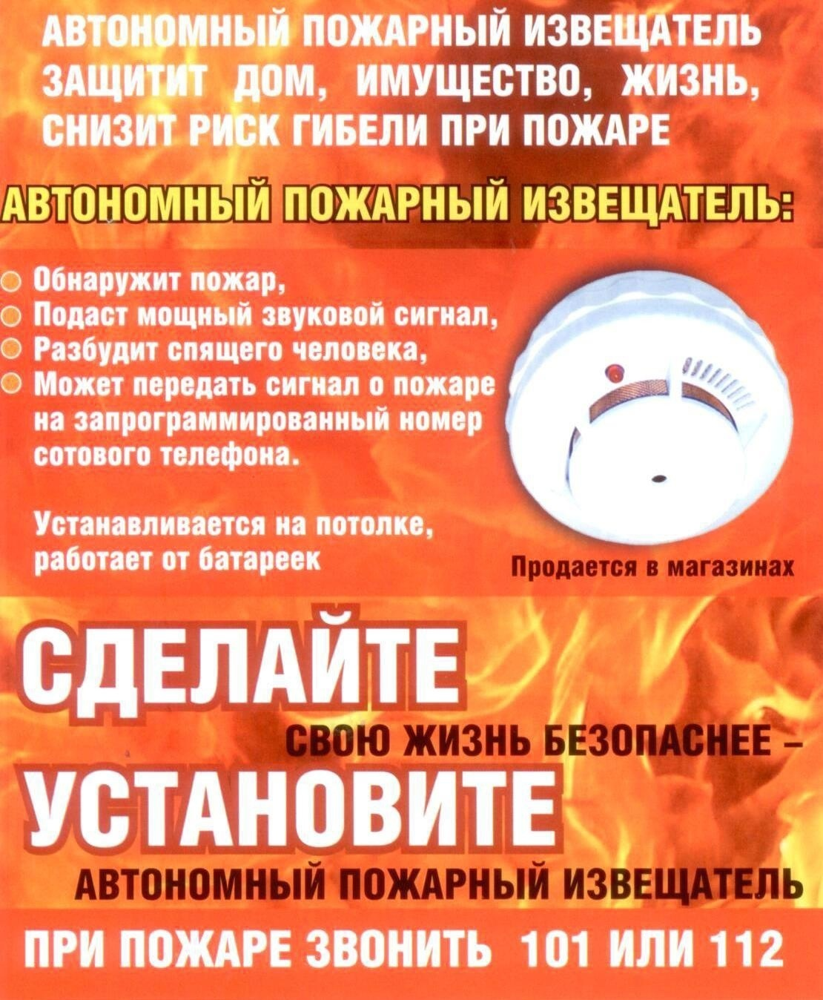 АВТОНОМНЫЙ ПОЖАРНЫЙ ИЗВЕЩАТЕЛЬ
ЗАЩИТИТ ДОМ, ИМУЩЕСТВО, ЖИЗНЬ,
СНИЗИТ РИСК ГИБЕЛИ ПРИ ПОЖАРЕ
АВТОНОМНЫЙ ПОЖАРНЫЙ ИЗВЕЩАТЕЛЬ:
Обнаружит пожар,
Подаст мощный звуковой сигнал,
Разбудит спящего человека,
Может передать сигнал о пожаре
на запрограммированный номер
сотового телефона.
Устанавливается на потолке,
работает от батареек
Продается в магазинах
СДЕЛАЙТЕ
СВОЮ ЖИЗНЬ БЕЗОПАСНЕЕ –
УСТАНОВИТЕ
АВТОНОМНЫЙ ПОЖАРНЫЙ ИЗВЕЩАТЕЛЬ
ПРИ ПОЖАРЕ ЗВОНИТЬ 101 ИЛИ 112